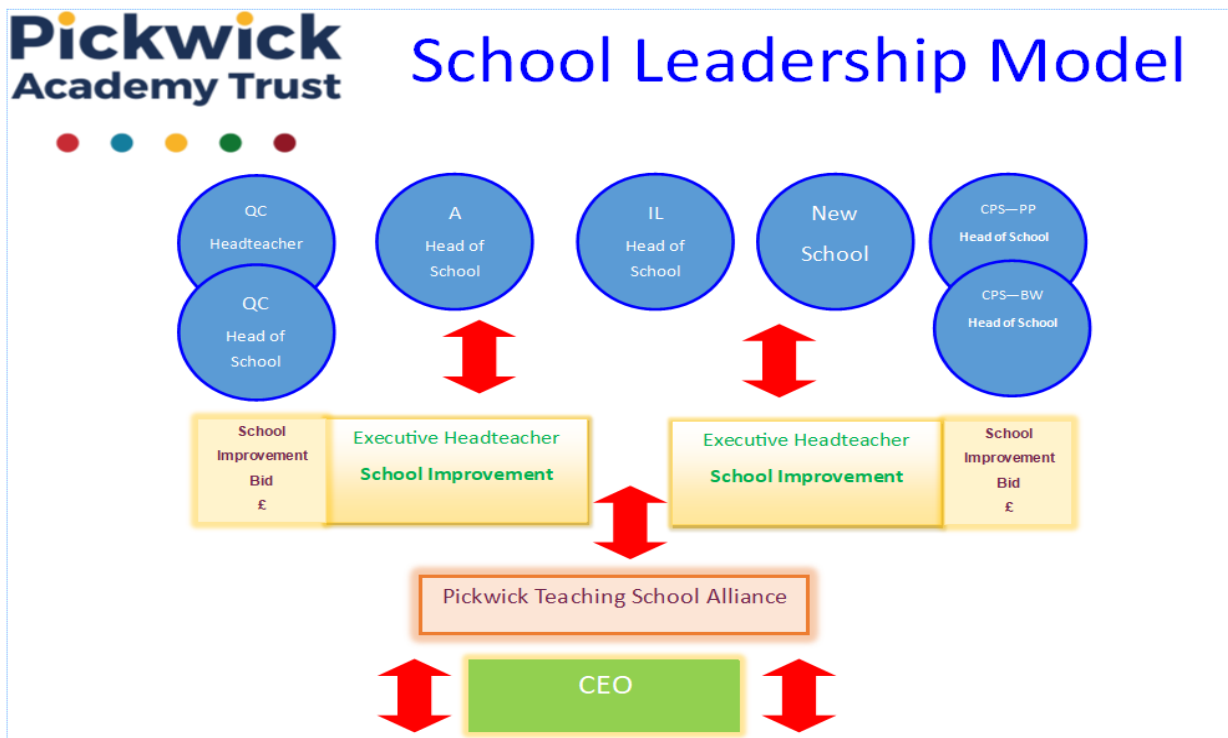 Pickwick
Academy Trust
School Leadership Model
QC
Headteacher
QC
Head of
School
A
Head of
School
IL
Head of
School
New
School
CPS—PP
Head of School
CPS—BW
Head of School
School
Improvement
Bid
£
Executive Headteacher
School Improvement
Executive Headteacher
School Improvement
School
Improvement
Bid
£
Pickwick Teaching School Alliance
CEO